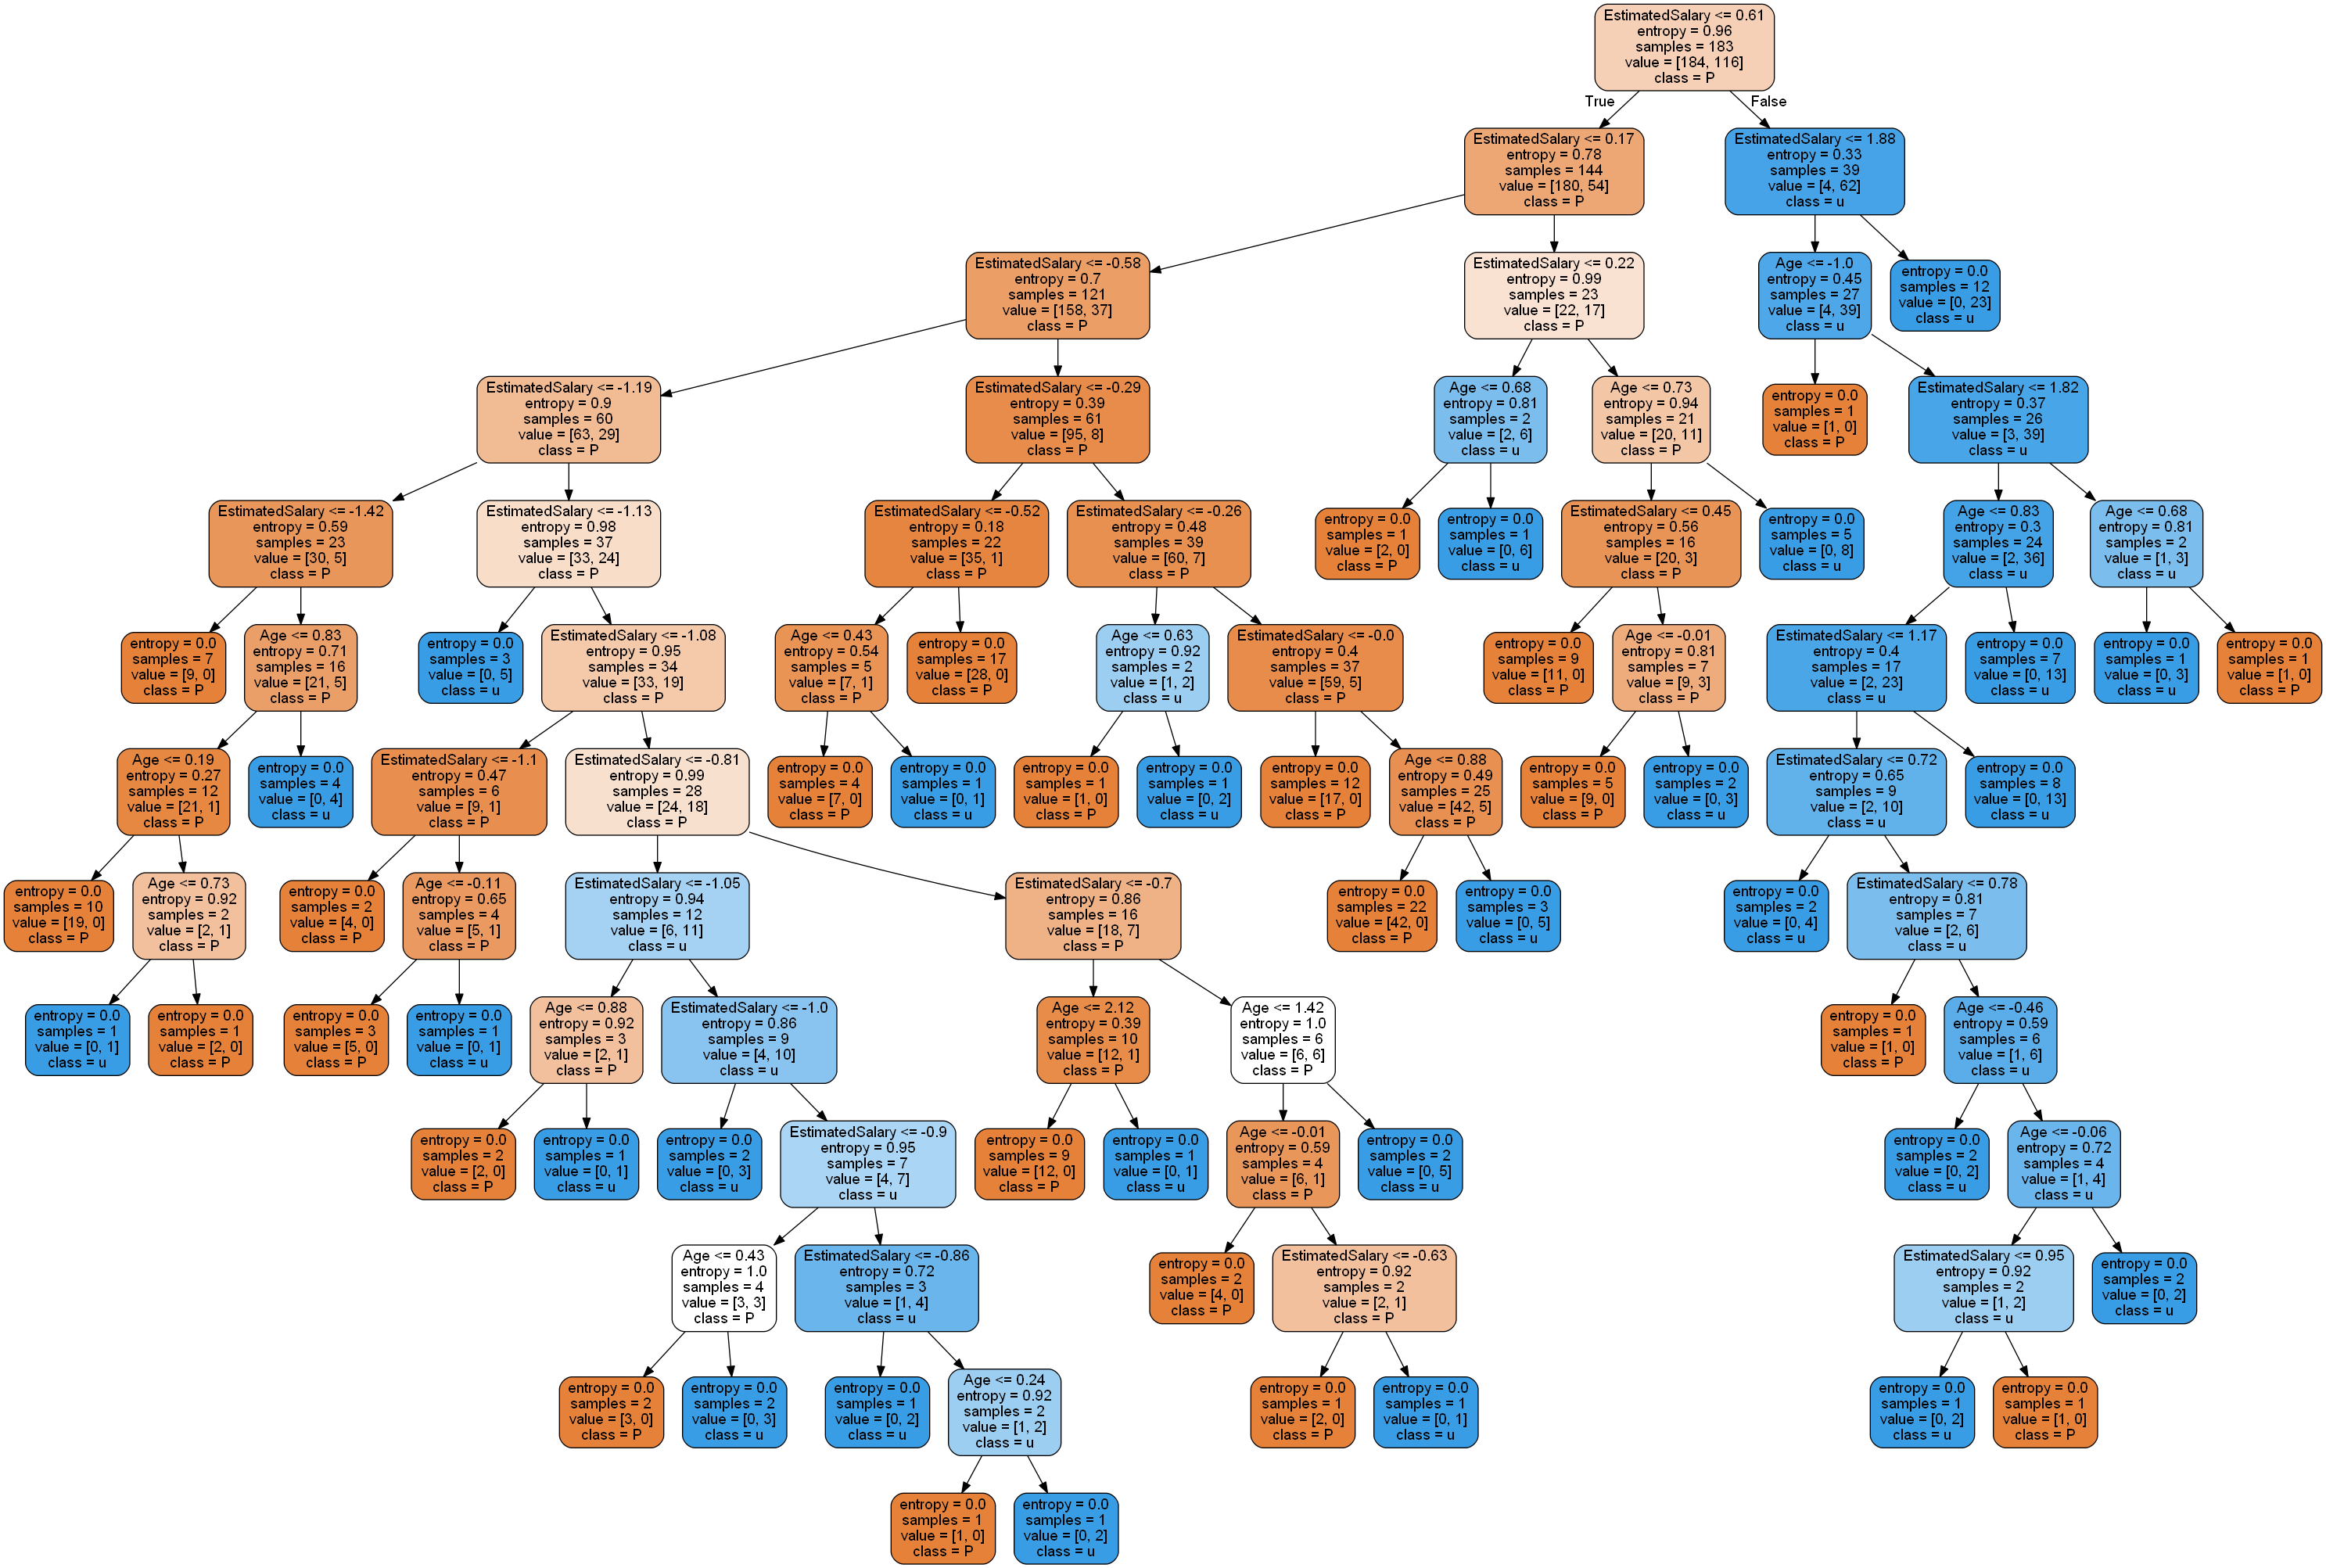 EstimatedSalary <= 0.61
entropy = 0.96
samples = 183
value = [184, 116]
class = P
True
False
EstimatedSalary <= 0.17
entropy = 0.78
samples = 144
value = [180, 54]
class = P
EstimatedSalary <= 1.88
entropy = 0.33
samples = 39
value = [4, 62]
class = u
EstimatedSalary <= -0.58
entropy = 0.7
samples = 121
value = [158, 37]
class = P
EstimatedSalary <= 0.22
entropy = 0.99
samples = 23
value = [22, 17]
class = P
Age <= -1.0
entropy = 0.45
samples = 27
value = [4, 39]
class = u
entropy = 0.0
samples = 12
value = [0, 23]
class = u
EstimatedSalary <= -1.19
entropy = 0.9
samples = 60
value = [63, 29]
class = P
EstimatedSalary <= -0.29
entropy = 0.39
samples = 61
value = [95, 8]
class = P
Age <= 0.68
entropy = 0.81
samples = 2
value = [2, 6]
class = u
Age <= 0.73
entropy = 0.94
samples = 21
value = [20, 11]
class = P
entropy = 0.0
samples = 1
value = [1, 0]
class = P
EstimatedSalary <= 1.82
entropy = 0.37
samples = 26
value = [3, 39]
class = u
EstimatedSalary <= -1.42
entropy = 0.59
samples = 23
value = [30, 5]
class = P
EstimatedSalary <= -1.13
entropy = 0.98
samples = 37
value = [33, 24]
class = P
EstimatedSalary <= -0.52
entropy = 0.18
samples = 22
value = [35, 1]
class = P
EstimatedSalary <= -0.26
entropy = 0.48
samples = 39
value = [60, 7]
class = P
entropy = 0.0
samples = 1
value = [2, 0]
class = P
entropy = 0.0
samples = 1
value = [0, 6]
class = u
EstimatedSalary <= 0.45
entropy = 0.56
samples = 16
value = [20, 3]
class = P
entropy = 0.0
samples = 5
value = [0, 8]
class = u
Age <= 0.83
entropy = 0.3
samples = 24
value = [2, 36]
class = u
Age <= 0.68
entropy = 0.81
samples = 2
value = [1, 3]
class = u
entropy = 0.0
samples = 7
value = [9, 0]
class = P
Age <= 0.83
entropy = 0.71
samples = 16
value = [21, 5]
class = P
entropy = 0.0
samples = 3
value = [0, 5]
class = u
EstimatedSalary <= -1.08
entropy = 0.95
samples = 34
value = [33, 19]
class = P
Age <= 0.43
entropy = 0.54
samples = 5
value = [7, 1]
class = P
entropy = 0.0
samples = 17
value = [28, 0]
class = P
Age <= 0.63
entropy = 0.92
samples = 2
value = [1, 2]
class = u
EstimatedSalary <= -0.0
entropy = 0.4
samples = 37
value = [59, 5]
class = P
entropy = 0.0
samples = 9
value = [11, 0]
class = P
Age <= -0.01
entropy = 0.81
samples = 7
value = [9, 3]
class = P
EstimatedSalary <= 1.17
entropy = 0.4
samples = 17
value = [2, 23]
class = u
entropy = 0.0
samples = 7
value = [0, 13]
class = u
entropy = 0.0
samples = 1
value = [0, 3]
class = u
entropy = 0.0
samples = 1
value = [1, 0]
class = P
Age <= 0.19
entropy = 0.27
samples = 12
value = [21, 1]
class = P
entropy = 0.0
samples = 4
value = [0, 4]
class = u
EstimatedSalary <= -1.1
entropy = 0.47
samples = 6
value = [9, 1]
class = P
EstimatedSalary <= -0.81
entropy = 0.99
samples = 28
value = [24, 18]
class = P
entropy = 0.0
samples = 4
value = [7, 0]
class = P
entropy = 0.0
samples = 1
value = [0, 1]
class = u
entropy = 0.0
samples = 1
value = [1, 0]
class = P
entropy = 0.0
samples = 1
value = [0, 2]
class = u
entropy = 0.0
samples = 12
value = [17, 0]
class = P
Age <= 0.88
entropy = 0.49
samples = 25
value = [42, 5]
class = P
entropy = 0.0
samples = 5
value = [9, 0]
class = P
entropy = 0.0
samples = 2
value = [0, 3]
class = u
EstimatedSalary <= 0.72
entropy = 0.65
samples = 9
value = [2, 10]
class = u
entropy = 0.0
samples = 8
value = [0, 13]
class = u
entropy = 0.0
samples = 10
value = [19, 0]
class = P
Age <= 0.73
entropy = 0.92
samples = 2
value = [2, 1]
class = P
entropy = 0.0
samples = 2
value = [4, 0]
class = P
Age <= -0.11
entropy = 0.65
samples = 4
value = [5, 1]
class = P
EstimatedSalary <= -1.05
entropy = 0.94
samples = 12
value = [6, 11]
class = u
EstimatedSalary <= -0.7
entropy = 0.86
samples = 16
value = [18, 7]
class = P
entropy = 0.0
samples = 22
value = [42, 0]
class = P
entropy = 0.0
samples = 3
value = [0, 5]
class = u
entropy = 0.0
samples = 2
value = [0, 4]
class = u
EstimatedSalary <= 0.78
entropy = 0.81
samples = 7
value = [2, 6]
class = u
entropy = 0.0
samples = 1
value = [0, 1]
class = u
entropy = 0.0
samples = 1
value = [2, 0]
class = P
entropy = 0.0
samples = 3
value = [5, 0]
class = P
entropy = 0.0
samples = 1
value = [0, 1]
class = u
Age <= 0.88
entropy = 0.92
samples = 3
value = [2, 1]
class = P
EstimatedSalary <= -1.0
entropy = 0.86
samples = 9
value = [4, 10]
class = u
Age <= 2.12
entropy = 0.39
samples = 10
value = [12, 1]
class = P
Age <= 1.42
entropy = 1.0
samples = 6
value = [6, 6]
class = P
entropy = 0.0
samples = 1
value = [1, 0]
class = P
Age <= -0.46
entropy = 0.59
samples = 6
value = [1, 6]
class = u
entropy = 0.0
samples = 2
value = [2, 0]
class = P
entropy = 0.0
samples = 1
value = [0, 1]
class = u
entropy = 0.0
samples = 2
value = [0, 3]
class = u
EstimatedSalary <= -0.9
entropy = 0.95
samples = 7
value = [4, 7]
class = u
entropy = 0.0
samples = 9
value = [12, 0]
class = P
entropy = 0.0
samples = 1
value = [0, 1]
class = u
Age <= -0.01
entropy = 0.59
samples = 4
value = [6, 1]
class = P
entropy = 0.0
samples = 2
value = [0, 5]
class = u
entropy = 0.0
samples = 2
value = [0, 2]
class = u
Age <= -0.06
entropy = 0.72
samples = 4
value = [1, 4]
class = u
Age <= 0.43
entropy = 1.0
samples = 4
value = [3, 3]
class = P
EstimatedSalary <= -0.86
entropy = 0.72
samples = 3
value = [1, 4]
class = u
entropy = 0.0
samples = 2
value = [4, 0]
class = P
EstimatedSalary <= -0.63
entropy = 0.92
samples = 2
value = [2, 1]
class = P
EstimatedSalary <= 0.95
entropy = 0.92
samples = 2
value = [1, 2]
class = u
entropy = 0.0
samples = 2
value = [0, 2]
class = u
entropy = 0.0
samples = 2
value = [3, 0]
class = P
entropy = 0.0
samples = 2
value = [0, 3]
class = u
entropy = 0.0
samples = 1
value = [0, 2]
class = u
Age <= 0.24
entropy = 0.92
samples = 2
value = [1, 2]
class = u
entropy = 0.0
samples = 1
value = [2, 0]
class = P
entropy = 0.0
samples = 1
value = [0, 1]
class = u
entropy = 0.0
samples = 1
value = [0, 2]
class = u
entropy = 0.0
samples = 1
value = [1, 0]
class = P
entropy = 0.0
samples = 1
value = [1, 0]
class = P
entropy = 0.0
samples = 1
value = [0, 2]
class = u